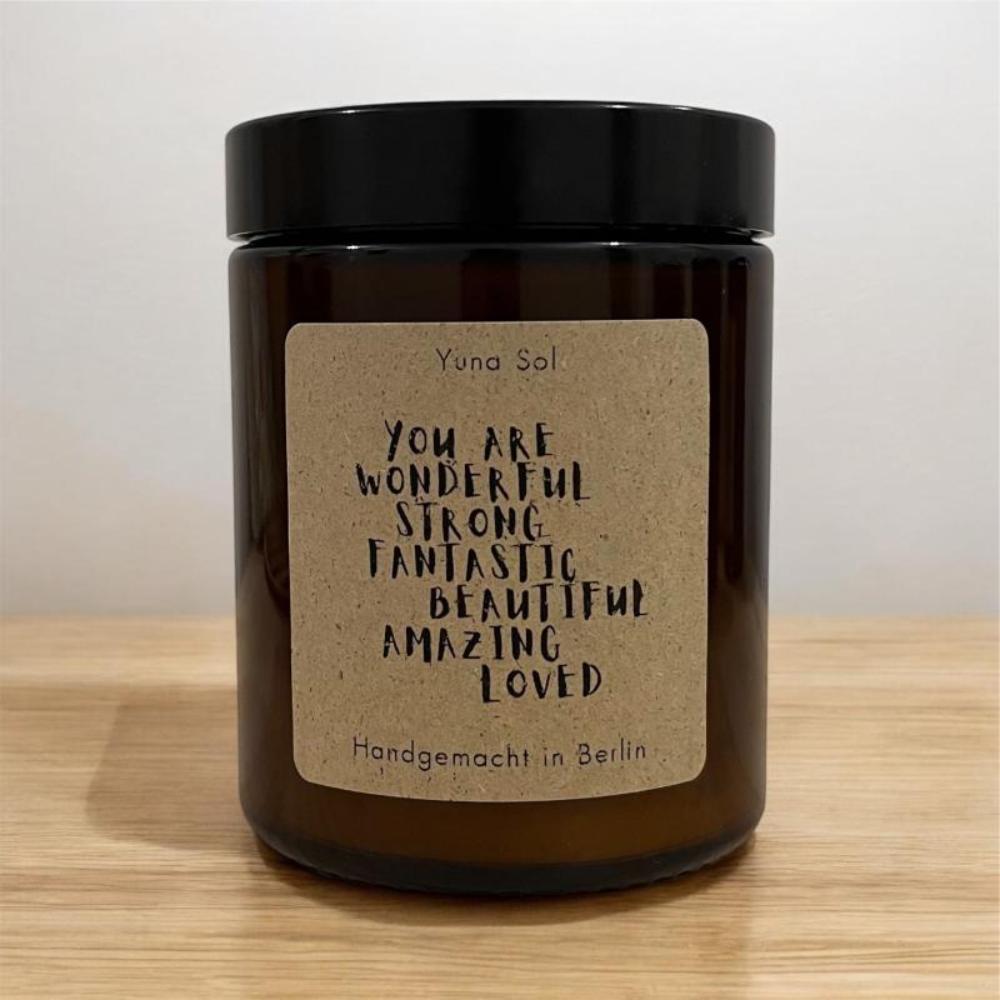 Yuna Sol
YOU ARE
WONDERFUL
STRONG
FANTASTIC
BEAUTIFUL
AMAZING
LOVED
Handgemacht in Berlin